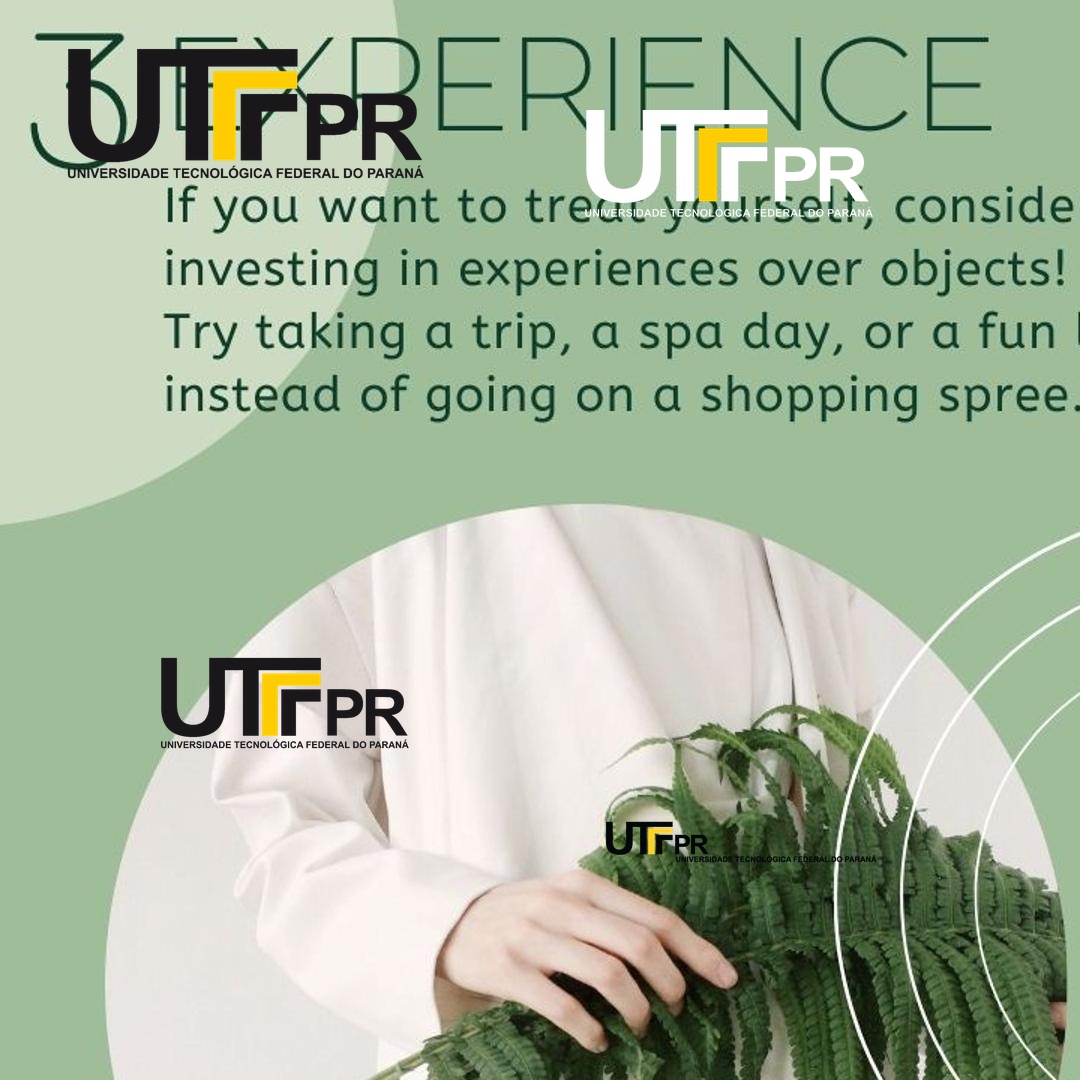 3 EXPERIENCE
UTFPR
UNIVERSIDADE TECNOLÓGICA FEDERAL DO PARANÁ
UTFPR
UNIVERSIDADE TECNOLÓGICA FEDERAL DO PARANÁ
If you want to treat yourself, conside
investing in experiences over objects!
Try taking a trip, a spa day, or a fun
instead of going on a shopping spree.
UTFPR
UNIVERSIDADE TECNOLÓGICA FEDERAL DO PARANÁ
UTFPR
UNIVERSIDADE TECNOLÓGICA FEDERAL DO PARANÁ